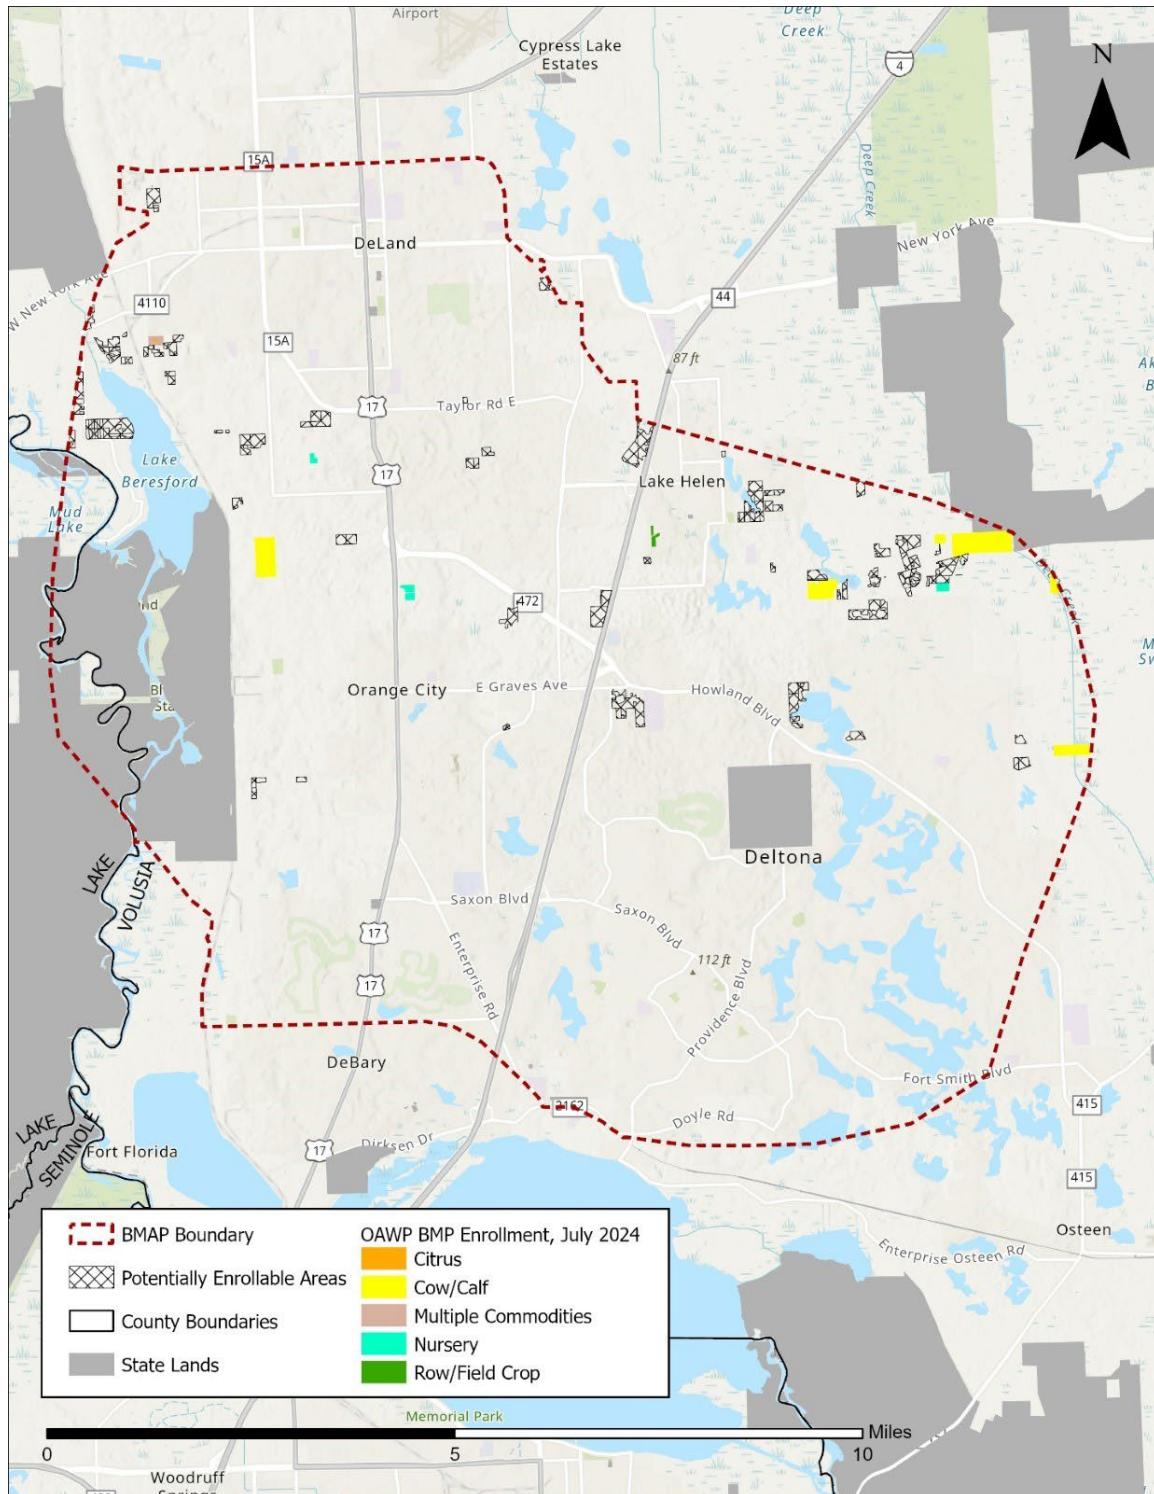 Airport
Deep
Creek
Cypress Lake
Estates
4
N
15A
Deep Creek
DeLand
New York Ave
W New York Ave
4110
44
15A
87 ft
17
Taylor Rd E
Lake
Beresford
17
Lake Helen
Mud
Lake
472
Creek
Orange City
E Graves Ave
Howland Blvd
Deltona
LAKE
VOLUSIA
Saxon Blvd
Saxon Blvd
17
Enterprise Rd
112 ft
17
Providence Blvd
DeBary
Fort Smith Blvd
415
Doyle Rd
LAKE
SEMINOLE
Fort Florida
17
Dirksen Dr
415
Osteen
Enterprise Osteen Rd
BMAP Boundary
Potentially Enrollable Areas
County Boundaries
State Lands
OAWP BMP Enrollment, July 2024
Citrus
Cow/Calf
Multiple Commodities
Nursery
Row/Field Crop
Memorial Park
Miles
0
5
10
Woodruff